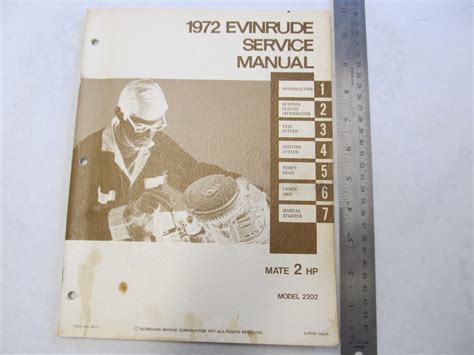 1972 EVINRUDE
SERVICE
MANUAL
INTRODUCTION 1
GENERAL
SERVICE
INFORMATION 2
FUEL
SYSTEM 3
IGNITION
SYSTEM 4
POWER
HEAD 5
LOWER
UNIT 6
MANUAL
STARTER 7
MATE 2 HP
MODEL 2202
© OUTBOARD MARINE CORPORATION 1971 ALL RIGHTS RESERVED
LITHO U.S.A.